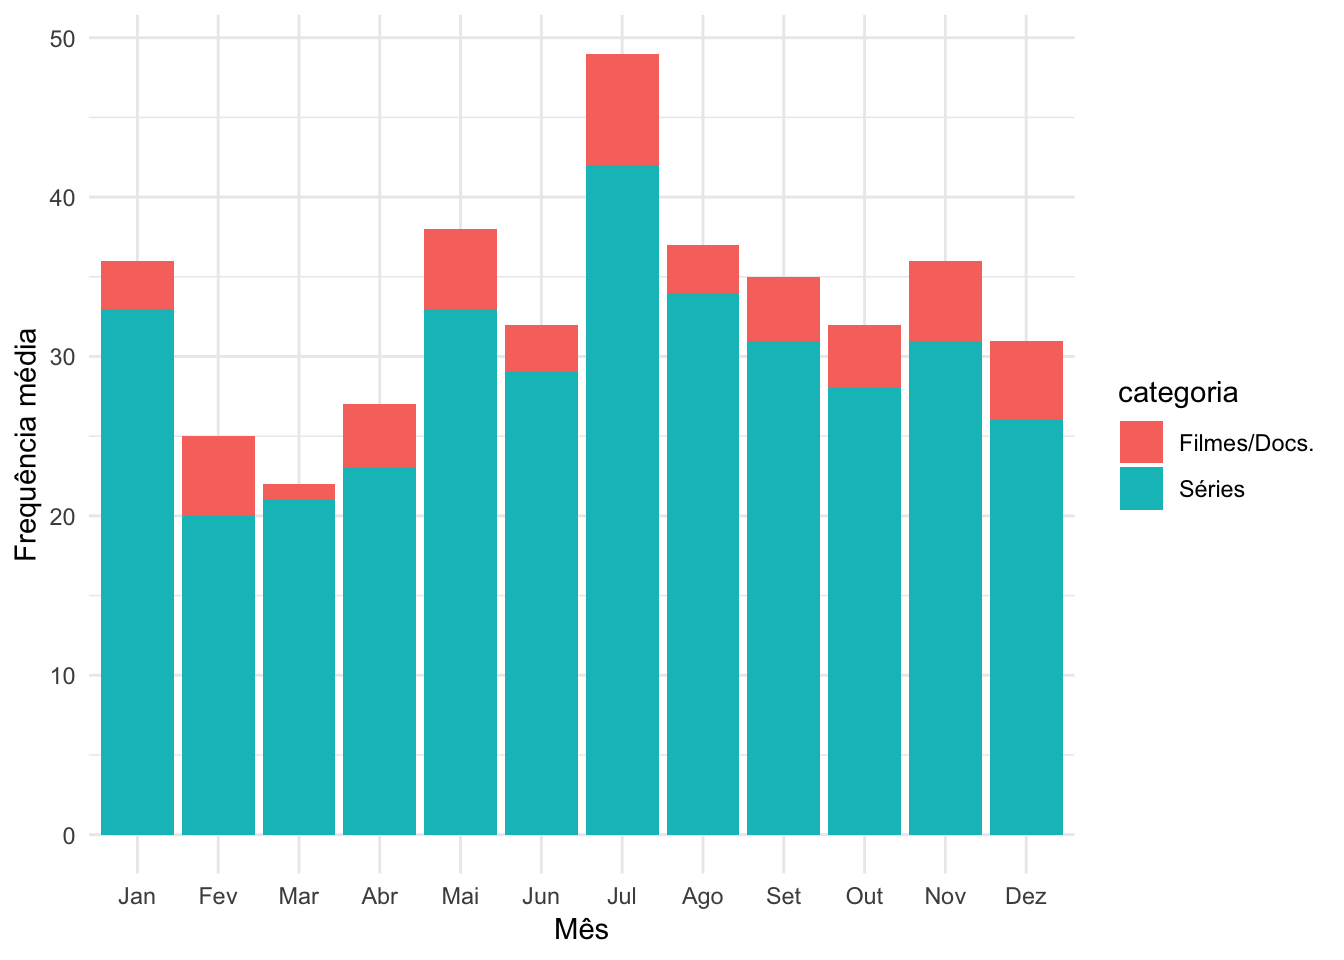 50
40
30
20
10
0
Frequência média
Jan Fev Mar Abr Mai Jun Jul Ago Set Out Nov Dez
Mês
categoria
Filmes/Docs.
Séries